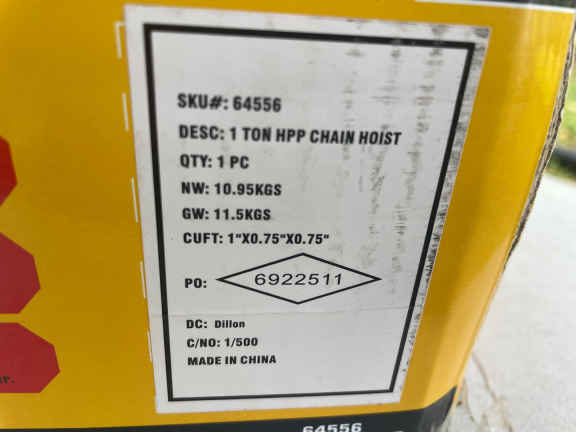 SKU#: 64556
DESC: 1 TON HPP CHAIN HOIST
QTY: 1 PC
NW: 10.95KGS
GW: 11.5KGS
CUFT: 1"X0.75"X0.75"
PO: 6922511
DC: Dillon
C/NO: 1/500
MADE IN CHINA
64556